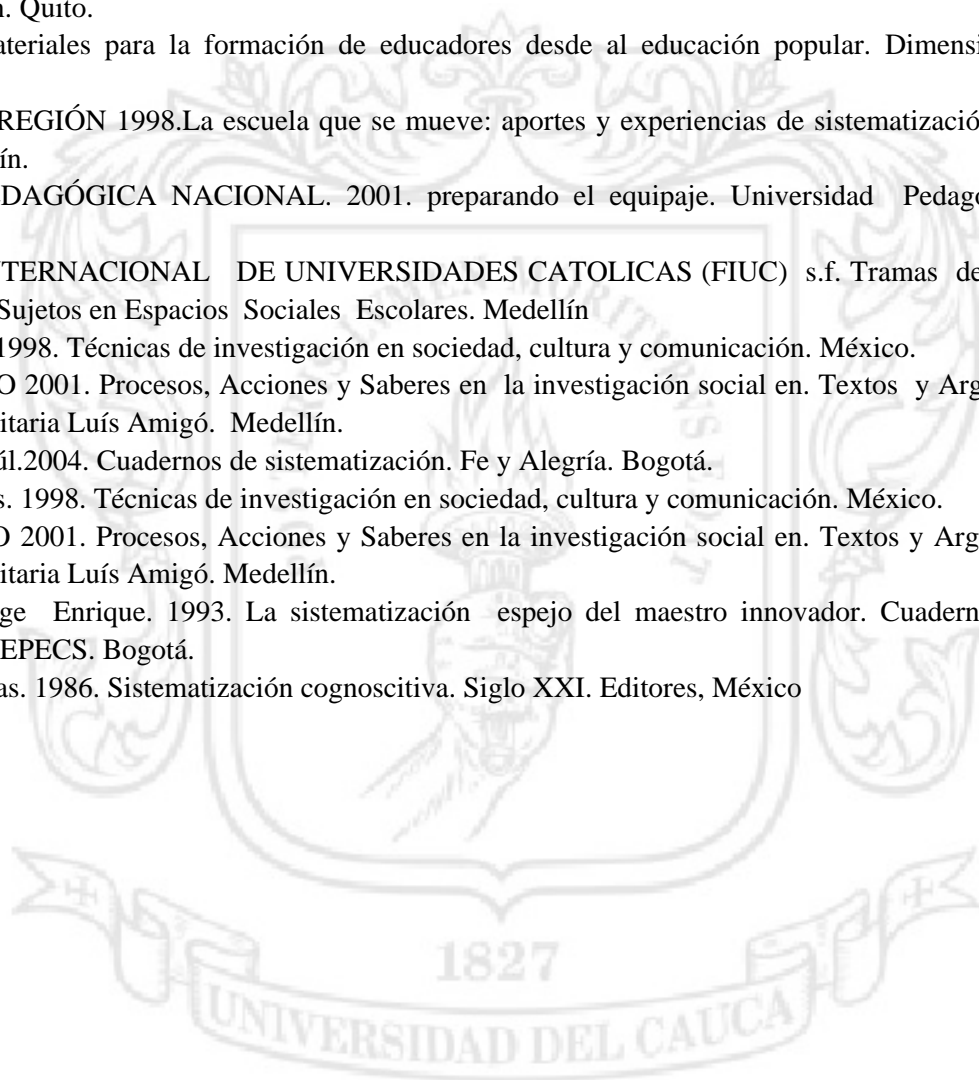 n. Quito.
ateriales para la formación de educadores desde al educación popular. Dimensi
REGIÓN 1998.La escuela que se mueve: aportes y experiencias de sistematizació
ín.
DAGÓGICA NACIONAL. 2001. preparando el equipaje. Universidad Pedag
NTERNACIONAL DE UNIVERSIDADES CATOLICAS (FIUC) s.f. Tramas de
Sujetos en Espacios Sociales Escolares. Medellín
1998. Técnicas de investigación en sociedad, cultura y comunicación. México.
O 2001. Procesos, Acciones y Saberes en la investigación social en. Textos y Arg
itaria Luís Amigó. Medellín.
úl.2004. Cuadernos de sistematización. Fe y Alegría. Bogotá.
s. 1998. Técnicas de investigación en sociedad, cultura y comunicación. México.
O 2001. Procesos, Acciones y Saberes en la investigación social en. Textos y Arg
itaria Luís Amigó. Medellín.
ge Enrique. 1993. La sistematización espejo del maestro innovador. Cuadern
EPECS. Bogotá.
as. 1986. Sistematización cognoscitiva. Siglo XXI. Editores, México
1827
UNIVERSIDAD DEL CAUCA